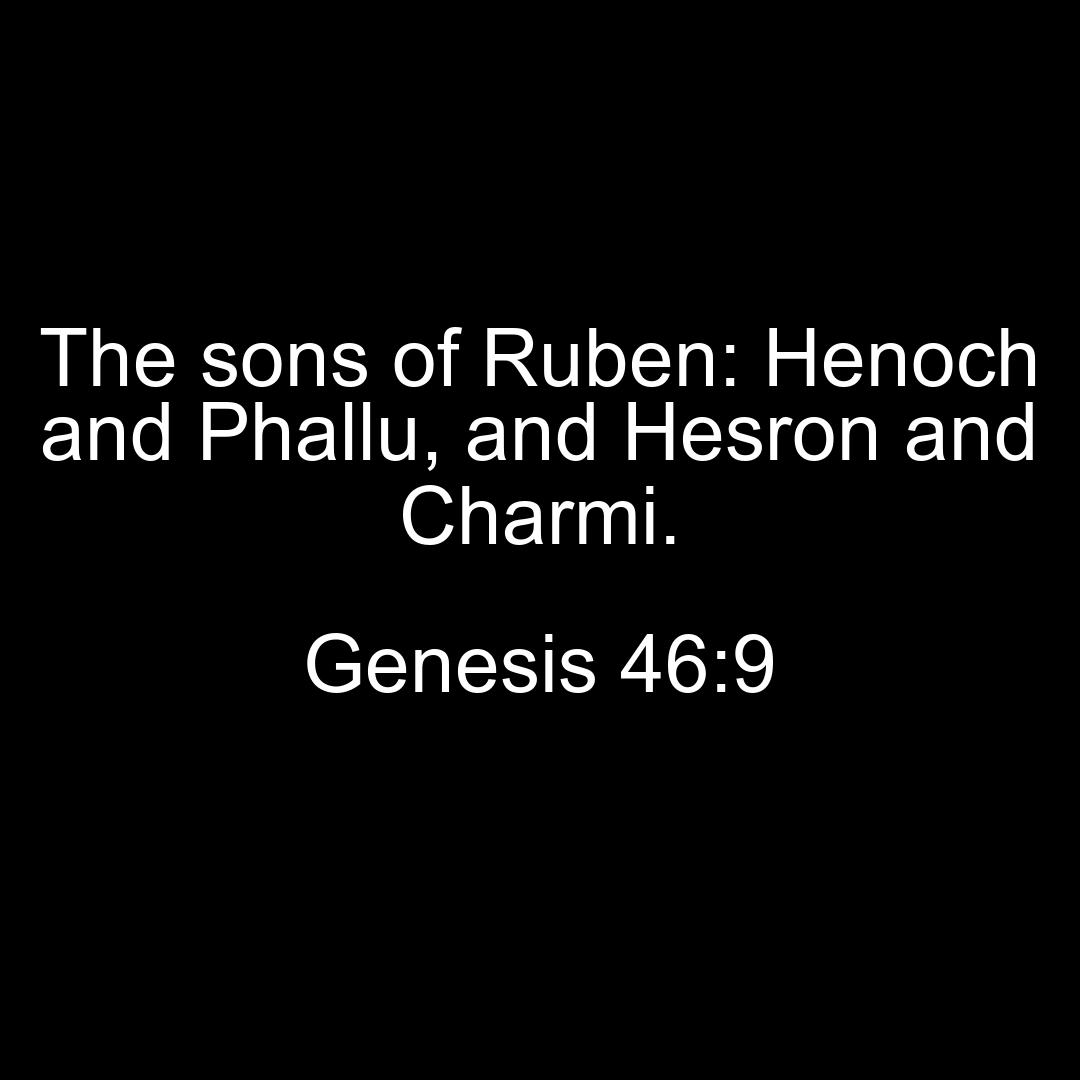 The sons of Ruben: Henoch
and Phallu, and Hesron and
Charmi.
Genesis 46:9